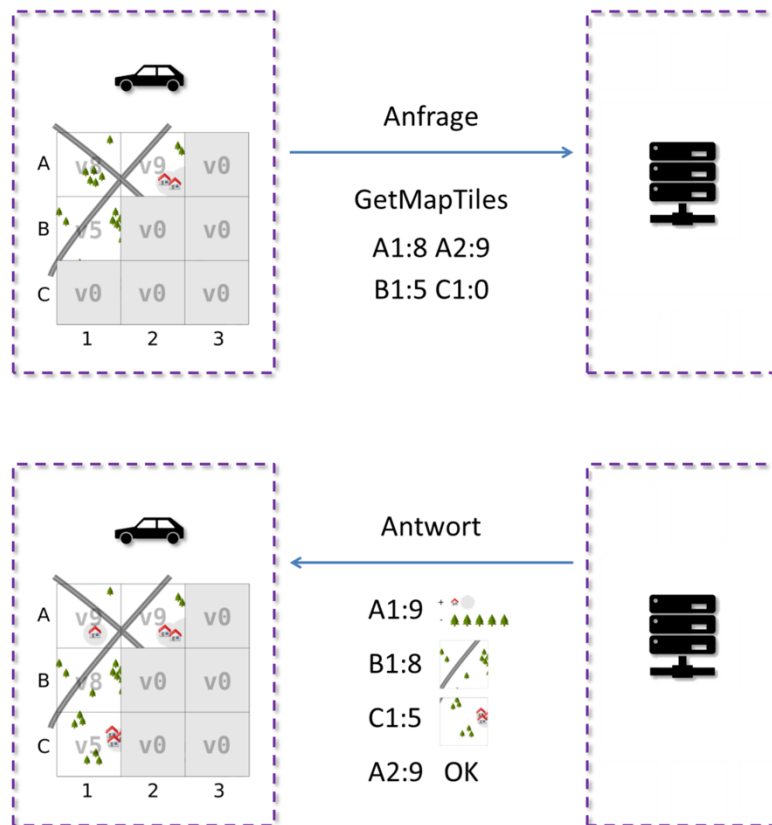 A v8 v9 v0
B v5 v0 v0
C v0 v0 v0
1 2 3
Anfrage
GetMapTiles
A1:8 A2:9
B1:5 C1:0
A v9 v9 v0
B v8 v0 v0
C v5 v0 v0
1 2 3
Antwort
A1:9 +
-
B1:8
C1:5
A2:9 OK